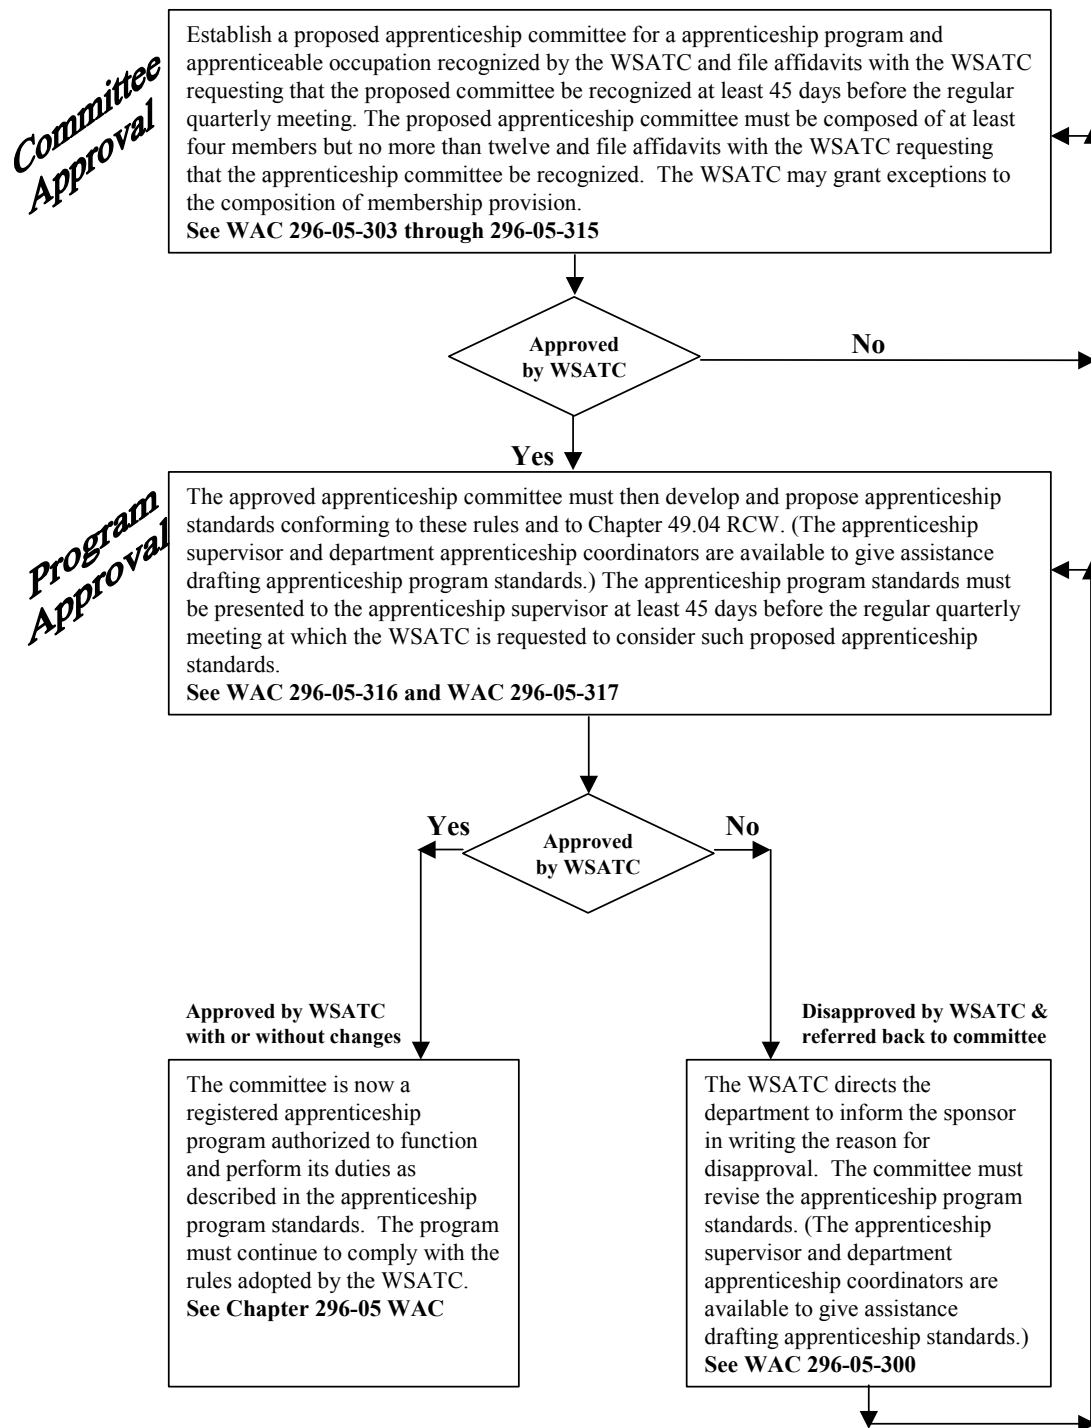 Committee
Approval
Establish a proposed apprenticeship committee for a apprenticeship program and
apprenticeable occupation recognized by the WSATC and file affidavits with the WSATC
requesting that the proposed committee be recognized at least 45 days before the regular
quarterly meeting. The proposed apprenticeship committee must be composed of at least
four members but no more than twelve and file affidavits with the WSATC requesting
that the apprenticeship committee be recognized.  The WSATC may grant exceptions to
the composition of membership provision.
See WAC 296-05-303 through 296-05-315
Approved
by WSATC
No
Yes
Program
Approval
The approved apprenticeship committee must then develop and propose apprenticeship
standards conforming to these rules and to Chapter 49.04 RCW. (The apprenticeship
supervisor and department apprenticeship coordinators are available to give assistance
drafting apprenticeship program standards.) The apprenticeship program standards must
be presented to the apprenticeship supervisor at least 45 days before the regular quarterly
meeting at which the WSATC is requested to consider such proposed apprenticeship
standards.
See WAC 296-05-316 and WAC 296-05-317
Yes
Approved
by WSATC
No
Approved by WSATC
with or without changes
The committee is now a
registered apprenticeship
program authorized to function
and perform its duties as
described in the apprenticeship
program standards.  The program
must continue to comply with the
rules adopted by the WSATC.
See Chapter 296-05 WAC
Disapproved by WSATC &
referred back to committee
The WSATC directs the
department to inform the sponsor
in writing the reason for
disapproval.  The committee must
revise the apprenticeship program
standards. (The apprenticeship
supervisor and department
apprenticeship coordinators are
available to give assistance
drafting apprenticeship standards.)
See WAC 296-05-300